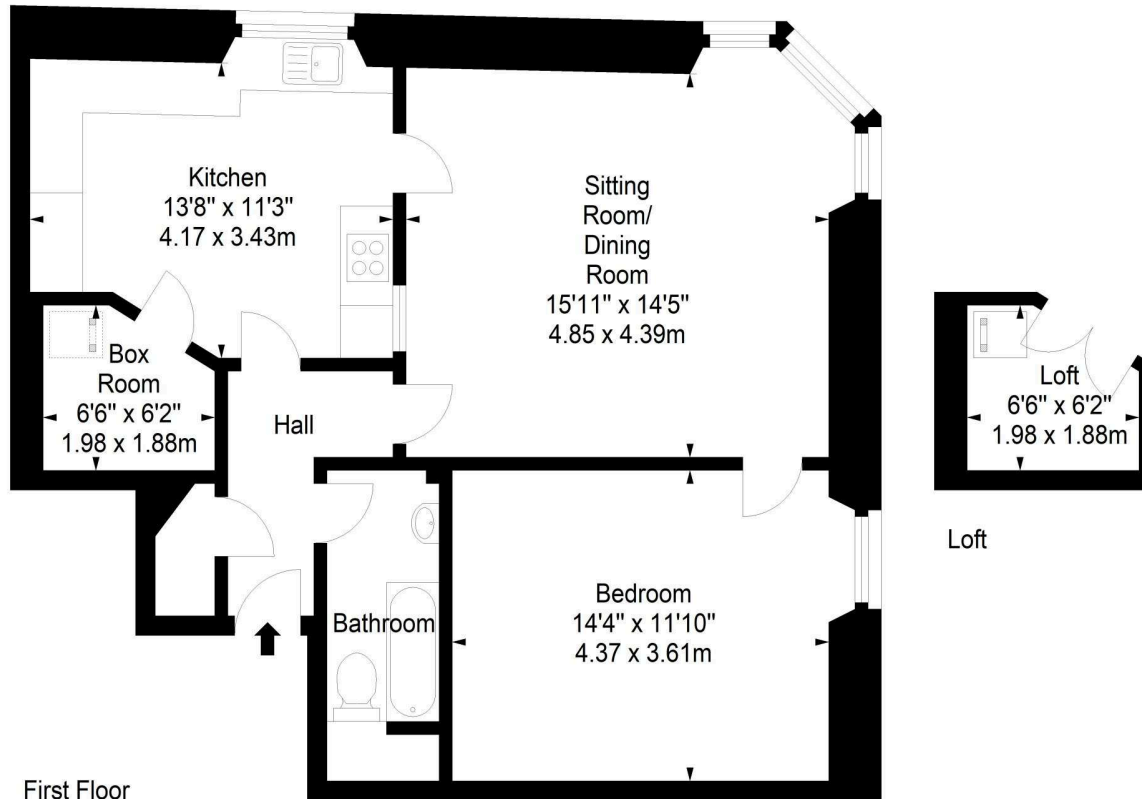 Kitchen
13'8" x 11'3"
4.17 x 3.43m
Sitting
Room/
Dining
Room
15'11" x 14'5"
4.85 x 4.39m
Box
Room
6'6" x 6'2"
1.98 x 1.88m
Hall
Loft
6'6" x 6'2"
1.98 x 1.88m
Loft
Bathroom
Bedroom
14'4" x 11'10"
4.37 x 3.61m
First Floor